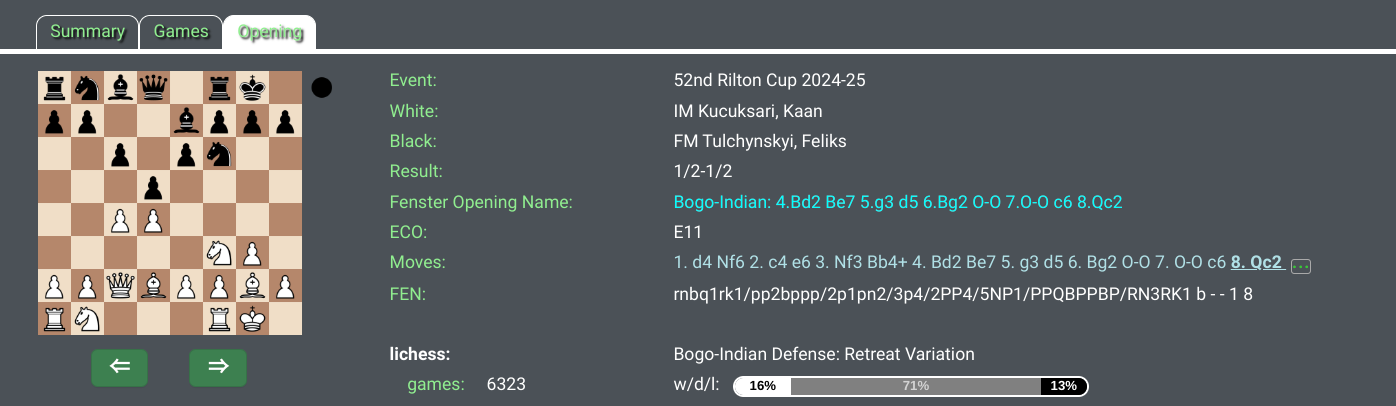 Summary Games Opening
Event: 52nd Rilton Cup 2024-25
White: IM Kucuksari, Kaan
Black: FM Tulchynskyi, Feliks
Result: 1/2-1/2
Fenster Opening Name: Bogo-Indian: 4.Bd2 Be7 5.g3 d5 6.Bg2 O-O 7.O-O c6 8.Qc2
ECO: E11
Moves: 1. d4 Nf6 2. c4 e6 3. Nf3 Bb4+ 4. Bd2 Be7 5. g3 d5 6. Bg2 O-O 7. O-O c6 8. Qc2 ...
FEN: rnbq1rk1/pp2bppp/2p1pn2/3p4/2PP4/5NP1/PPQBPPBP/RN3RK1 b - - 1 8
lichess: Bogo-Indian Defense: Retreat Variation
games: 6323 w/d/l: 16% 71% 13%